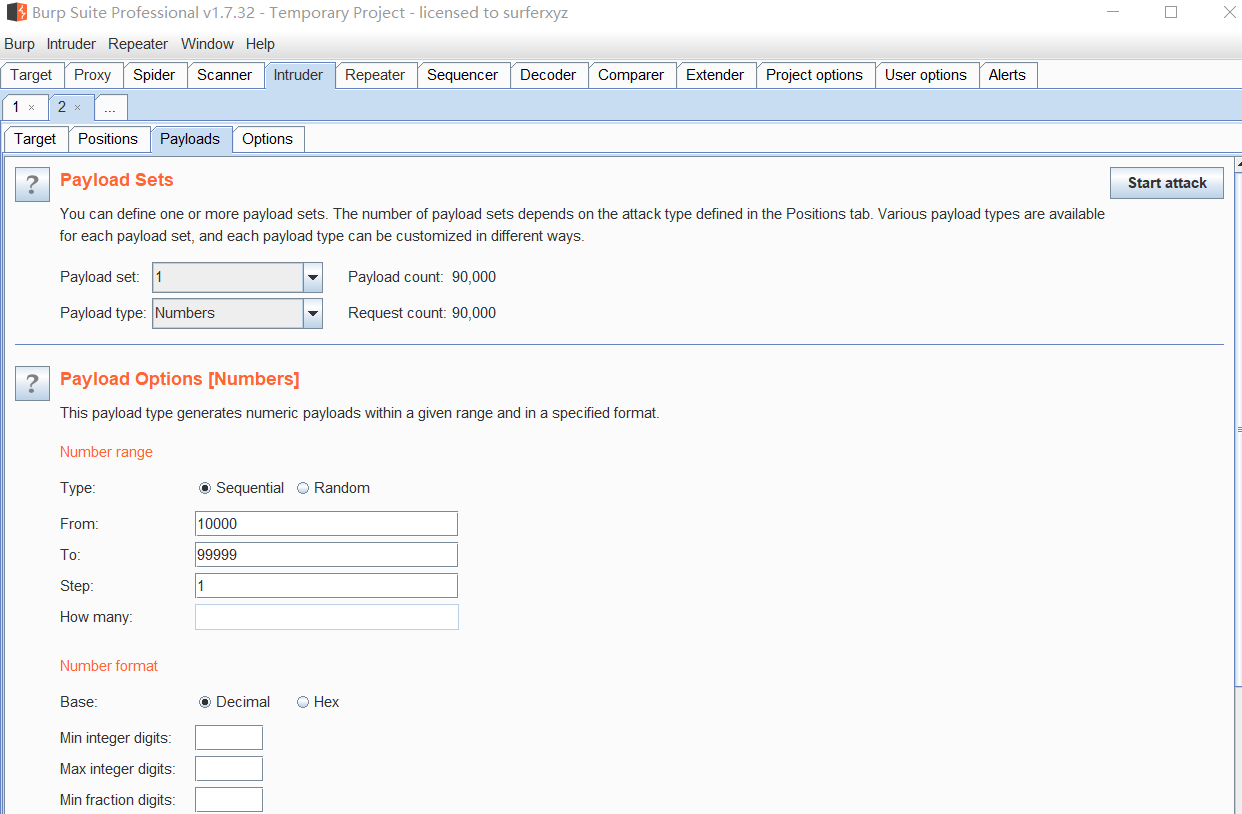 Burp Suite Professional v1.7.32 - Temporary Project - licensed to surferxyz
Burp Intruder Repeater Window Help
Target Proxy Spider Scanner Intruder Repeater Sequencer Decoder Comparer Extender Project options User options Alerts
1 × 2 × ...
Target Positions Payloads Options
? Payload Sets Start attack
You can define one or more payload sets. The number of payload sets depends on the attack type defined in the Positions tab. Various payload types are available
for each payload set, and each payload type can be customized in different ways.
Payload set: 1 Payload count: 90,000
Payload type: Numbers Request count: 90,000
? Payload Options [Numbers]
This payload type generates numeric payloads within a given range and in a specified format.
Number range
Type: Sequential Random
From: 10000
To: 99999
Step: 1
How many:
Number format
Base: Decimal Hex
Min integer digits:
Max integer digits:
Min fraction digits: